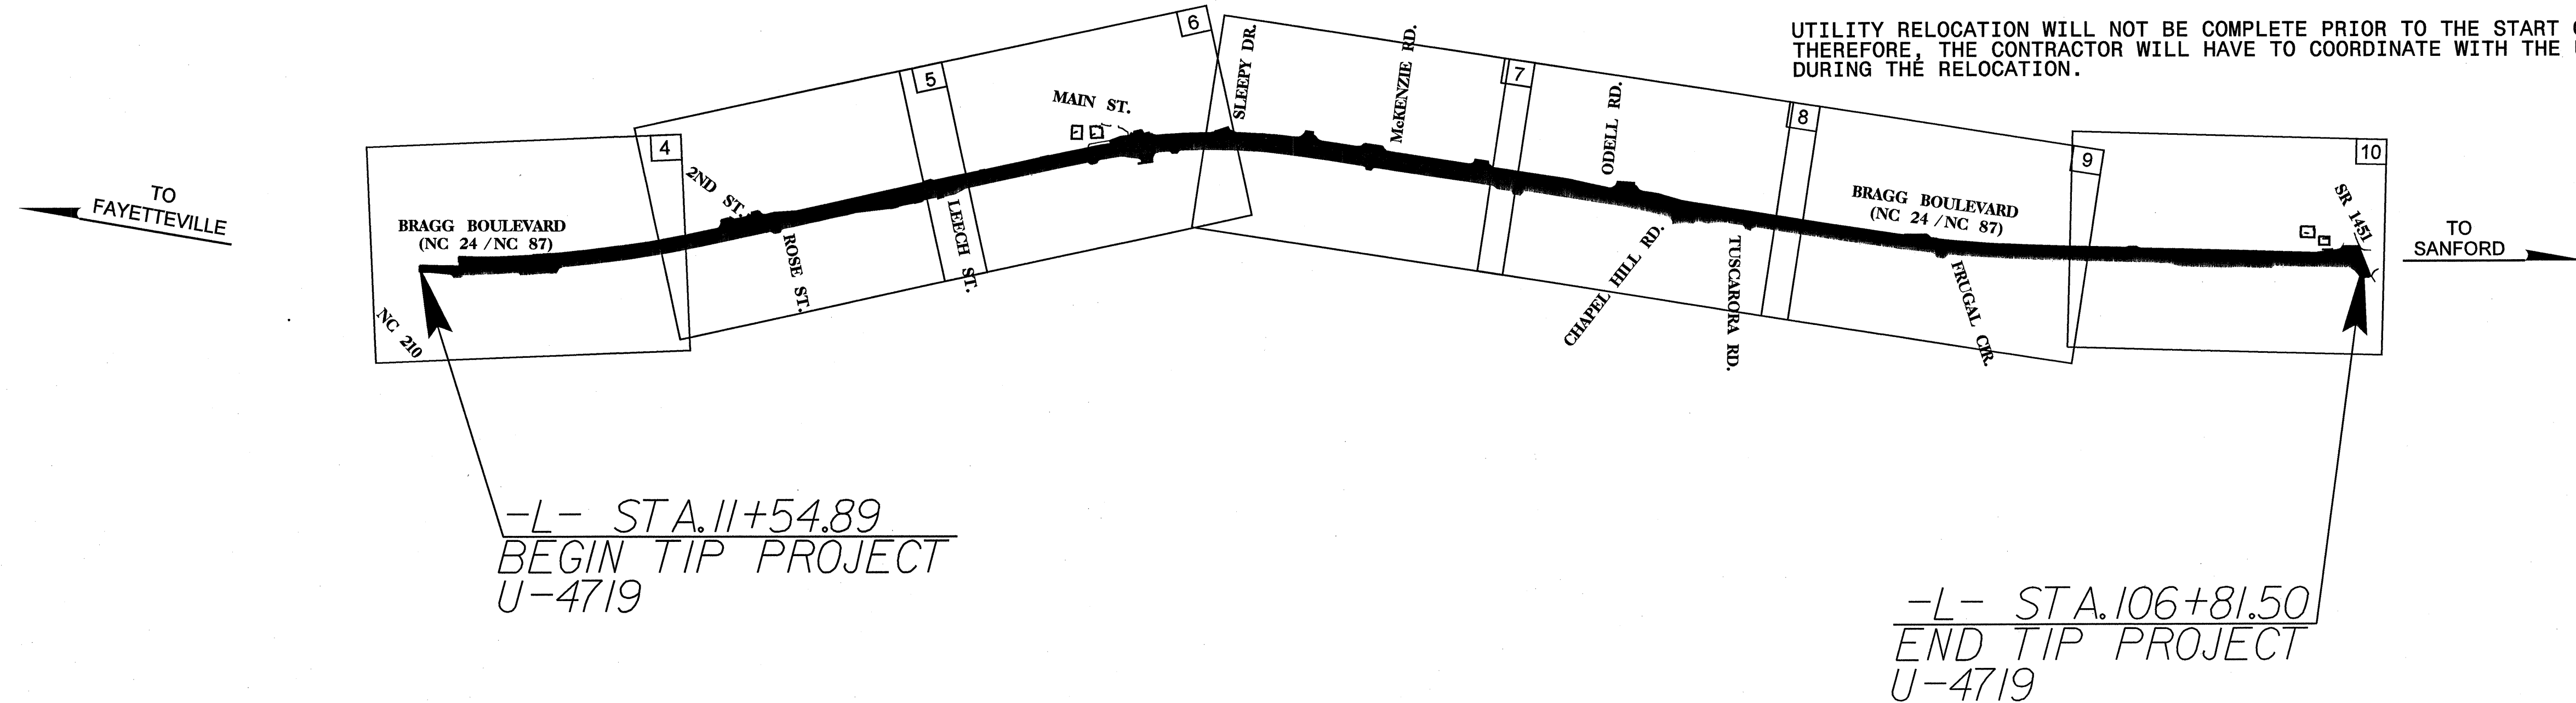 UTILITY RELOCATION WILL NOT BE COMPLETE PRIOR TO THE START
THEREFORE, THE CONTRACTOR WILL HAVE TO COORDINATE WITH THE
DURING THE RELOCATION.
6
SLEEPY DR.
McKENZIE RD.
5
7
MAIN ST.
ODELL RD.
8
4
10
9
2ND ST.
TO
FAYETTEVILLE
BRAGG BOULEVARD
(NC 24 /NC 87)
ROSE ST.
LEECH ST.
CHAPEL HILL RD.
TUSCARORA RD.
BRAGG BOULEVARD
(NC 24 /NC 87)
FRUGAL CIR.
SR 1451
TO
SANFORD
NC 210
-L- STA.11+54.89
BEGIN TIP PROJECT
U-4719
-L- STA.106+81.50
END TIP PROJECT
U-4719